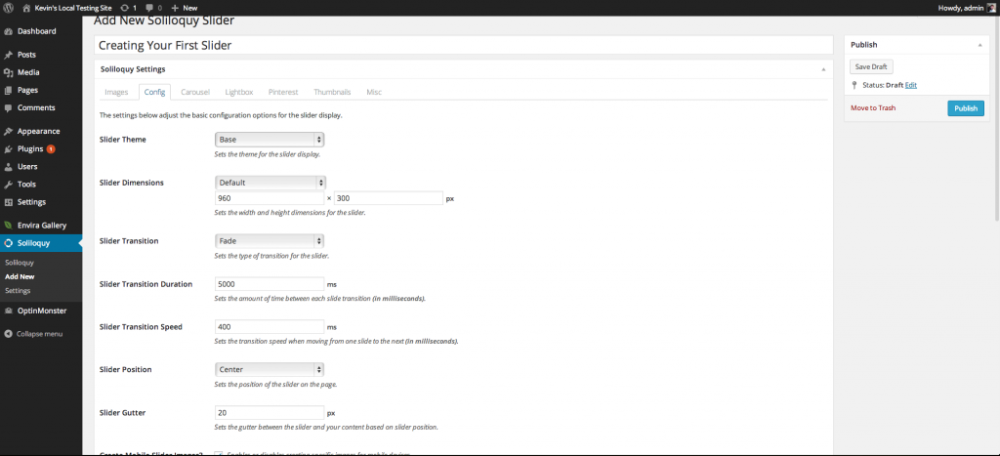 Kevin's Local Testing Site 1 0 + New Howdy, admin
Dashboard
Posts
Media
Pages
Comments
Appearance
Plugins 1
Users
Tools
Settings
Envira Gallery
Soliloquy
Soliloquy
Add New
Settings
OptinMonster
Collapse menu
Add New Soliloquy Slider
Creating Your First Slider
Soliloquy Settings
Images Config Carousel Lightbox Pinterest Thumbnails Misc
The settings below adjust the basic configuration options for the slider display.
Slider Theme Base
Sets the theme for the slider display.
Slider Dimensions Default
960 × 300 px
Sets the width and height dimensions for the slider.
Slider Transition Fade
Sets the type of transition for the slider.
Slider Transition Duration 5000 ms
Sets the amount of time between each slide transition (in milliseconds).
Slider Transition Speed 400 ms
Sets the transition speed when moving from one slide to the next (in milliseconds).
Slider Position Center
Sets the position of the slider on the page.
Slider Gutter 20 px
Sets the gutter between the slider and your content based on slider position.
Create Mobile Slider Images? Enables or disables creating specific images for mobile devices.
Publish
Save Draft
Status: Draft Edit
Move to Trash Publish